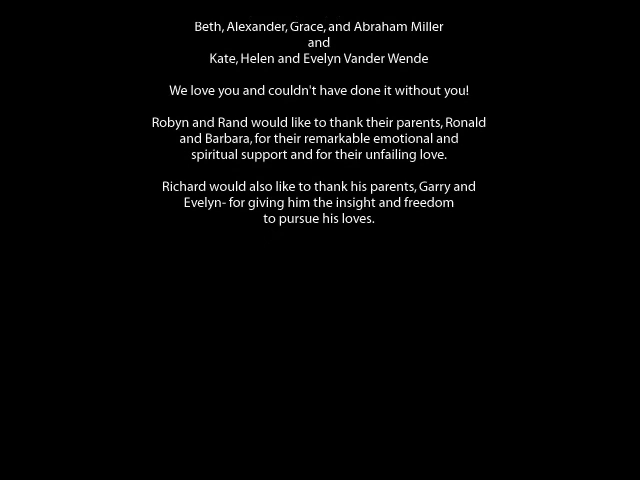 Beth, Alexander, Grace, and Abraham Miller
and
Kate, Helen and Evelyn Vander Wende
We love you and couldn't have done it without you!
Robyn and Rand would like to thank their parents, Ronald
and Barbara, for their remarkable emotional and
spiritual support and for their unfailing love.
Richard would also like to thank his parents, Garry and
Evelyn- for giving him the insight and freedom
to pursue his loves.